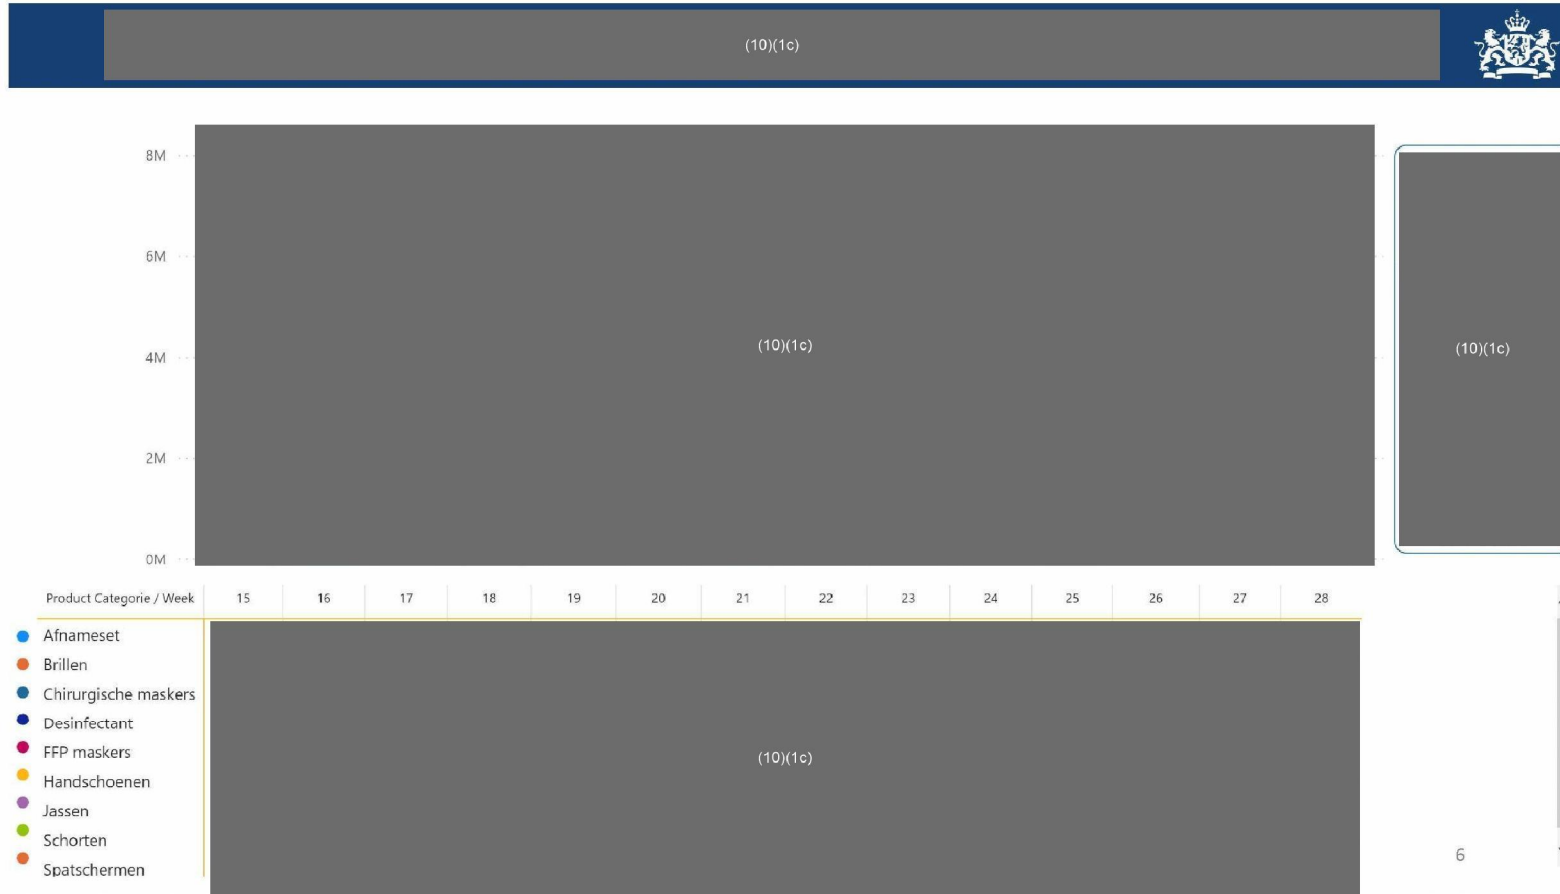 (10)(1c)
8M
6M
4M
2M
0M
(10)(1c)
(10)(1c)
Product Categorie / Week 15 16 17 18 19 20 21 22 23 24 25 26 27 28
Afnameset
Brillen
Chirurgische maskers
Desinfectant
FFP maskers
Handschoenen
Jassen
Schorten
Spatschermen
(10)(1c)
6